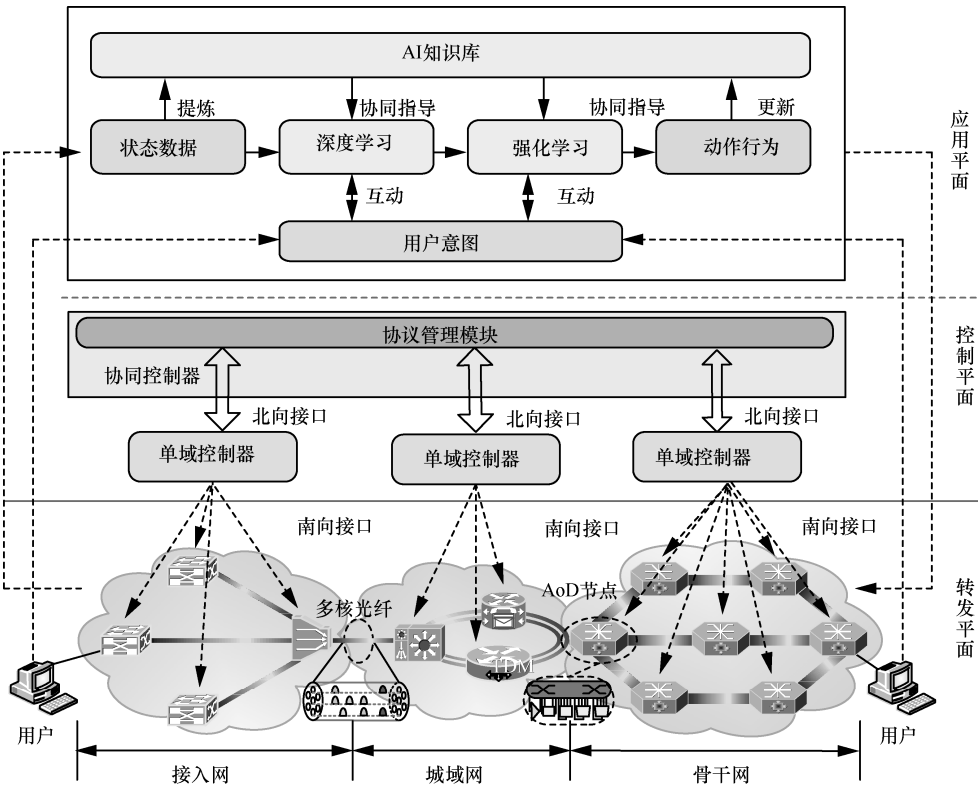 AI知识库
提炼
协同指导
协同指导
更新
状态数据
深度学习
强化学习
动作行为
互动
互动
用户意图
应用平面
协议管理模块
协同控制器
北向接口
北向接口
北向接口
单域控制器
单域控制器
单域控制器
控制平面
南向接口
南向接口
南向接口
多核光纤
AoD节点
TDM
转发平面
用户
用户
接入网
城域网
骨干网